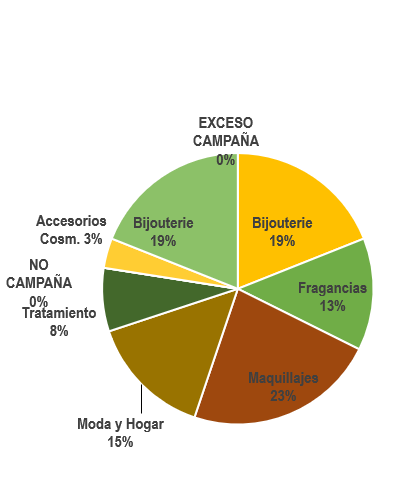 EXCESO
CAMPAÑA
0%
Bijouterie
19%
Fragancias
13%
Maquillajes
23%
Moda y Hogar
15%
Tratamiento
8%
NO
CAMPAÑA
0%
Accesorios
Cosm. 3%
Bijouterie
19%